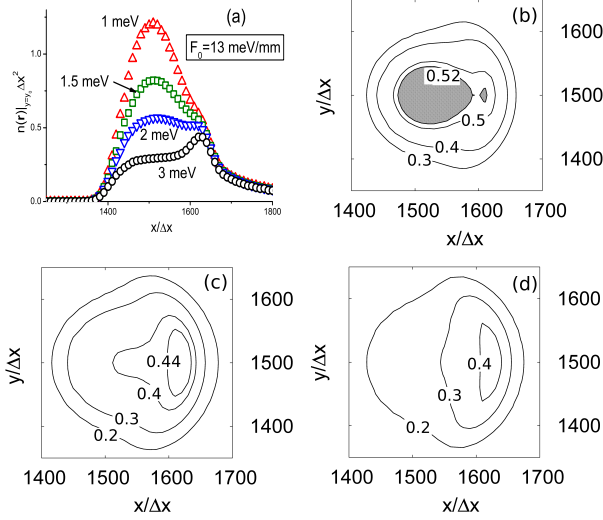 (a)
1 meV
F₀=13 meV/mm
1.5 meV
2 meV
3 meV
n(r)|y=y₀ Δx²
1.0
0.5
0.0
1400 1500 1600 1700 1800
x/Δx
(b)
0.52
0.5
0.4
0.3
y/Δx
1600
1500
1400
1400 1500 1600 1700
x/Δx
(c)
0.44
0.4
0.3
0.2
y/Δx
1600
1500
1400
1400 1500 1600 1700
x/Δx
(d)
0.4
0.3
0.2
y/Δx
1600
1500
1400
1400 1500 1600 1700
x/Δx